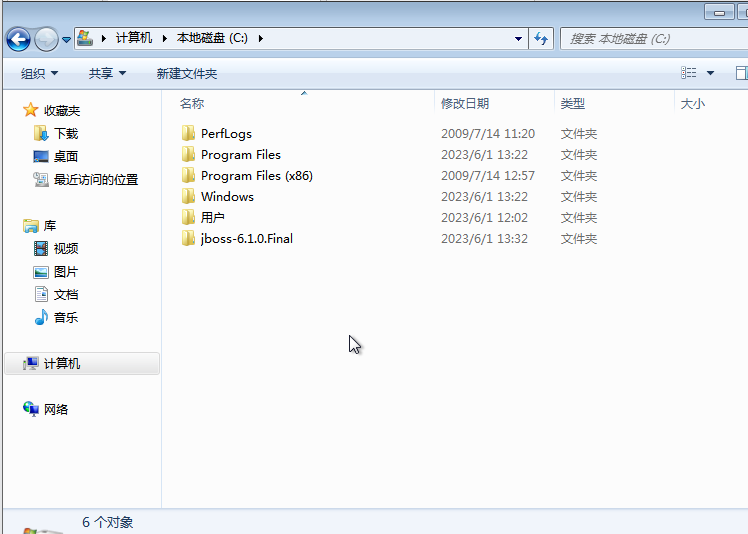 计算机 本地磁盘 (C:) 搜索 本地磁盘 (C:)
组织 共享 新建文件夹
收藏夹
下载
桌面
最近访问的位置
库
视频
图片
文档
音乐
计算机
网络
名称 修改日期 类型 大小
PerfLogs 2009/7/14 11:20 文件夹
Program Files 2023/6/1 13:22 文件夹
Program Files (x86) 2009/7/14 12:57 文件夹
Windows 2023/6/1 13:22 文件夹
用户 2023/6/1 12:02 文件夹
jboss-6.1.0.Final 2023/6/1 13:32 文件夹
6 个对象